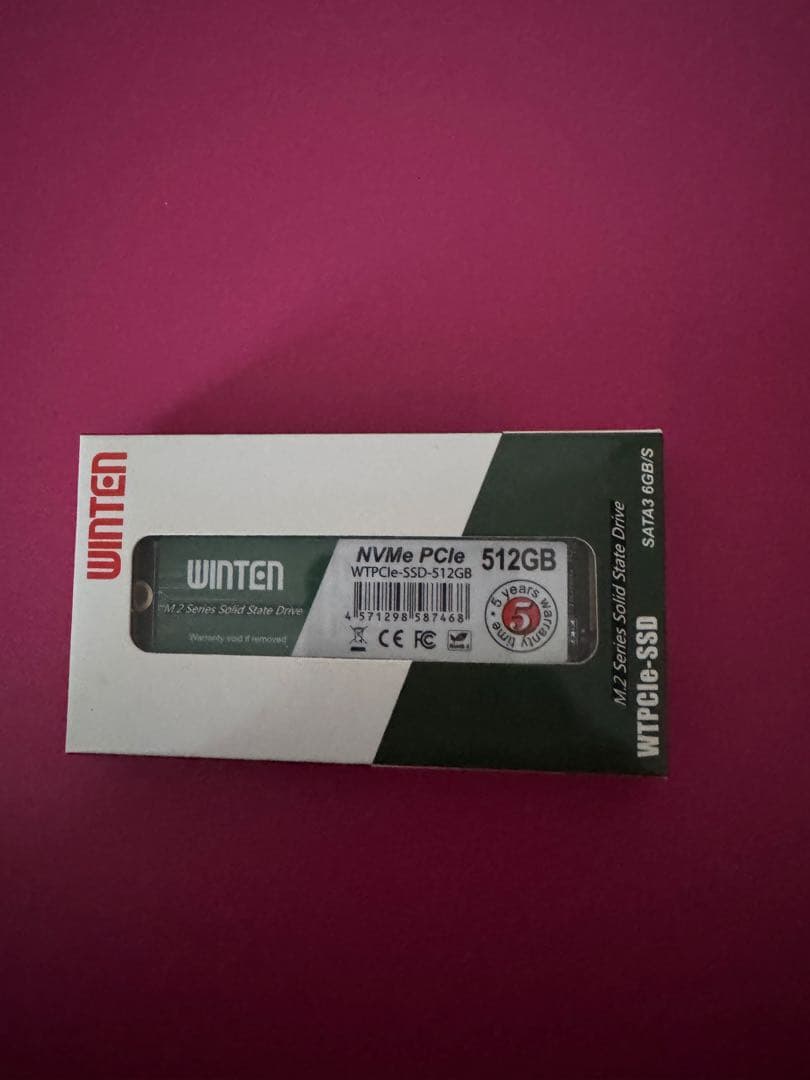 WINTEN
WINTEN
M.2 Series Solid State Drive
Warranty void if removed
NVMe PCIe 512GB
WTPCIe-SSD-512GB
4 571298 587468
CE FC
5 years warranty time
5
SATA3 6GB/S
M.2 Series Solid State Drive
WTPCIe-SSD